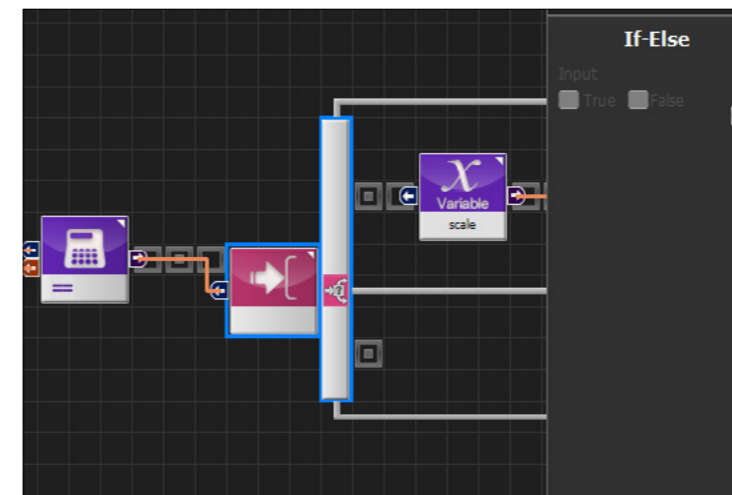 If-Else
Input
True False
x
Variable
scale
==
?